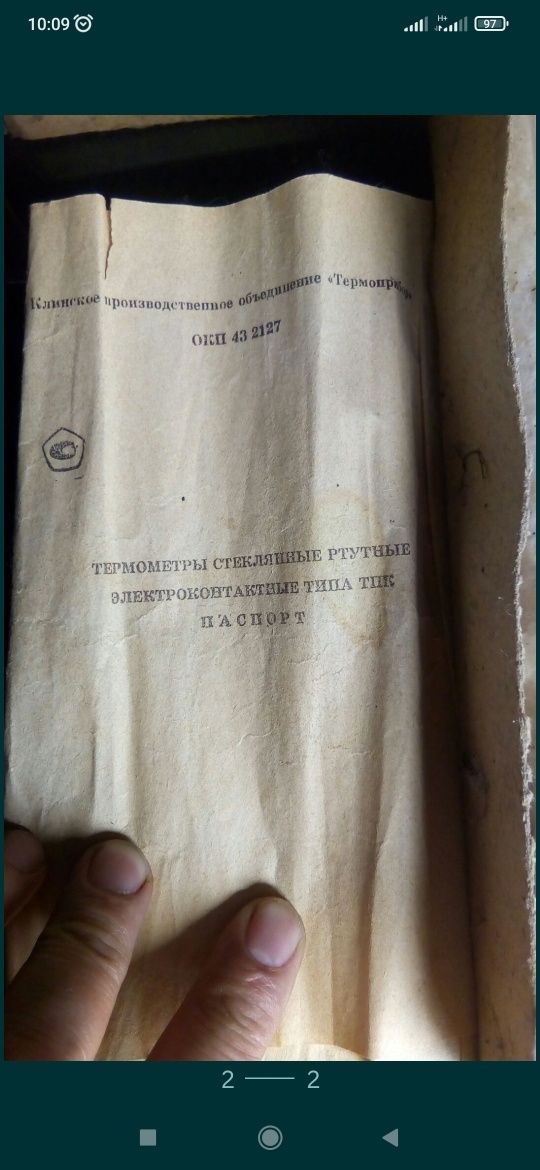 10:09
H+
97
Клинское производственное объединение «Термоприбор»
ОКП 43 2127
ТЕРМОМЕТРЫ СТЕКЛЯННЫЕ РТУТНЫЕ
ЭЛЕКТРОКОНТАКТНЫЕ ТИПА ТПК
ПАСПОРТ
2 — 2